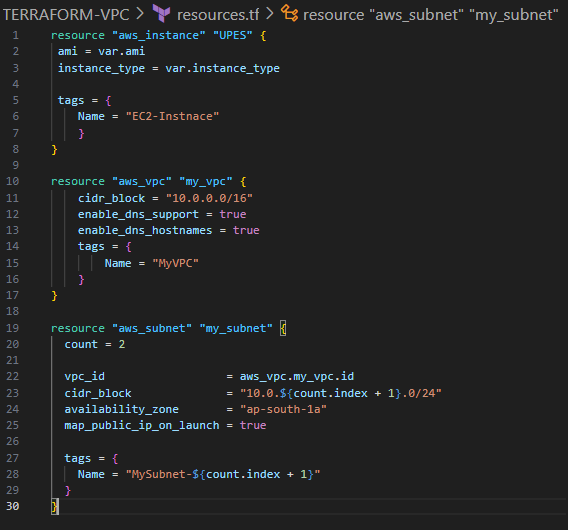 TERRAFORM-VPC > resources.tf > resource "aws_subnet" "my_subnet"
1 resource "aws_instance" "UPES" {
2 ami = var.ami
3 instance_type = var.instance_type
4
5 tags = {
6 Name = "EC2-Instnace"
7 }
8 }
9
10 resource "aws_vpc" "my_vpc" {
11 cidr_block = "10.0.0.0/16"
12 enable_dns_support = true
13 enable_dns_hostnames = true
14 tags = {
15 Name = "MyVPC"
16 }
17 }
18
19 resource "aws_subnet" "my_subnet" {
20 count = 2
21
22 vpc_id = aws_vpc.my_vpc.id
23 cidr_block = "10.0.${count.index + 1}.0/24"
24 availability_zone = "ap-south-1a"
25 map_public_ip_on_launch = true
26
27 tags = {
28 Name = "MySubnet-${count.index + 1}"
29 }
30 }